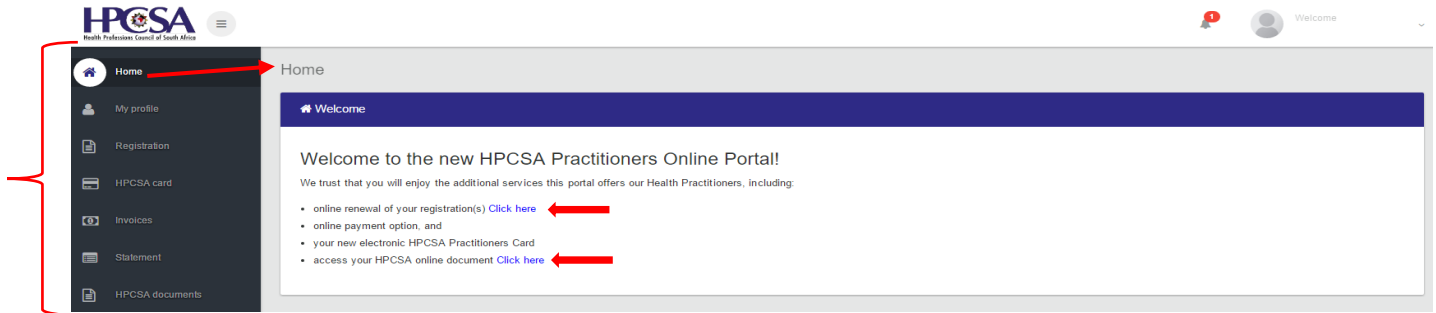 HPCSA
Health Professions Council of South Africa
1
Welcome
Home
My profile
Registration
HPCSA card
Invoices
Statement
HPCSA documents
Home
Welcome
Welcome to the new HPCSA Practitioners Online Portal!
We trust that you will enjoy the additional services this portal offers our Health Practitioners, including:
• online renewal of your registration(s) Click here
• online payment option, and
• your new electronic HPCSA Practitioners Card
• access your HPCSA online document Click here